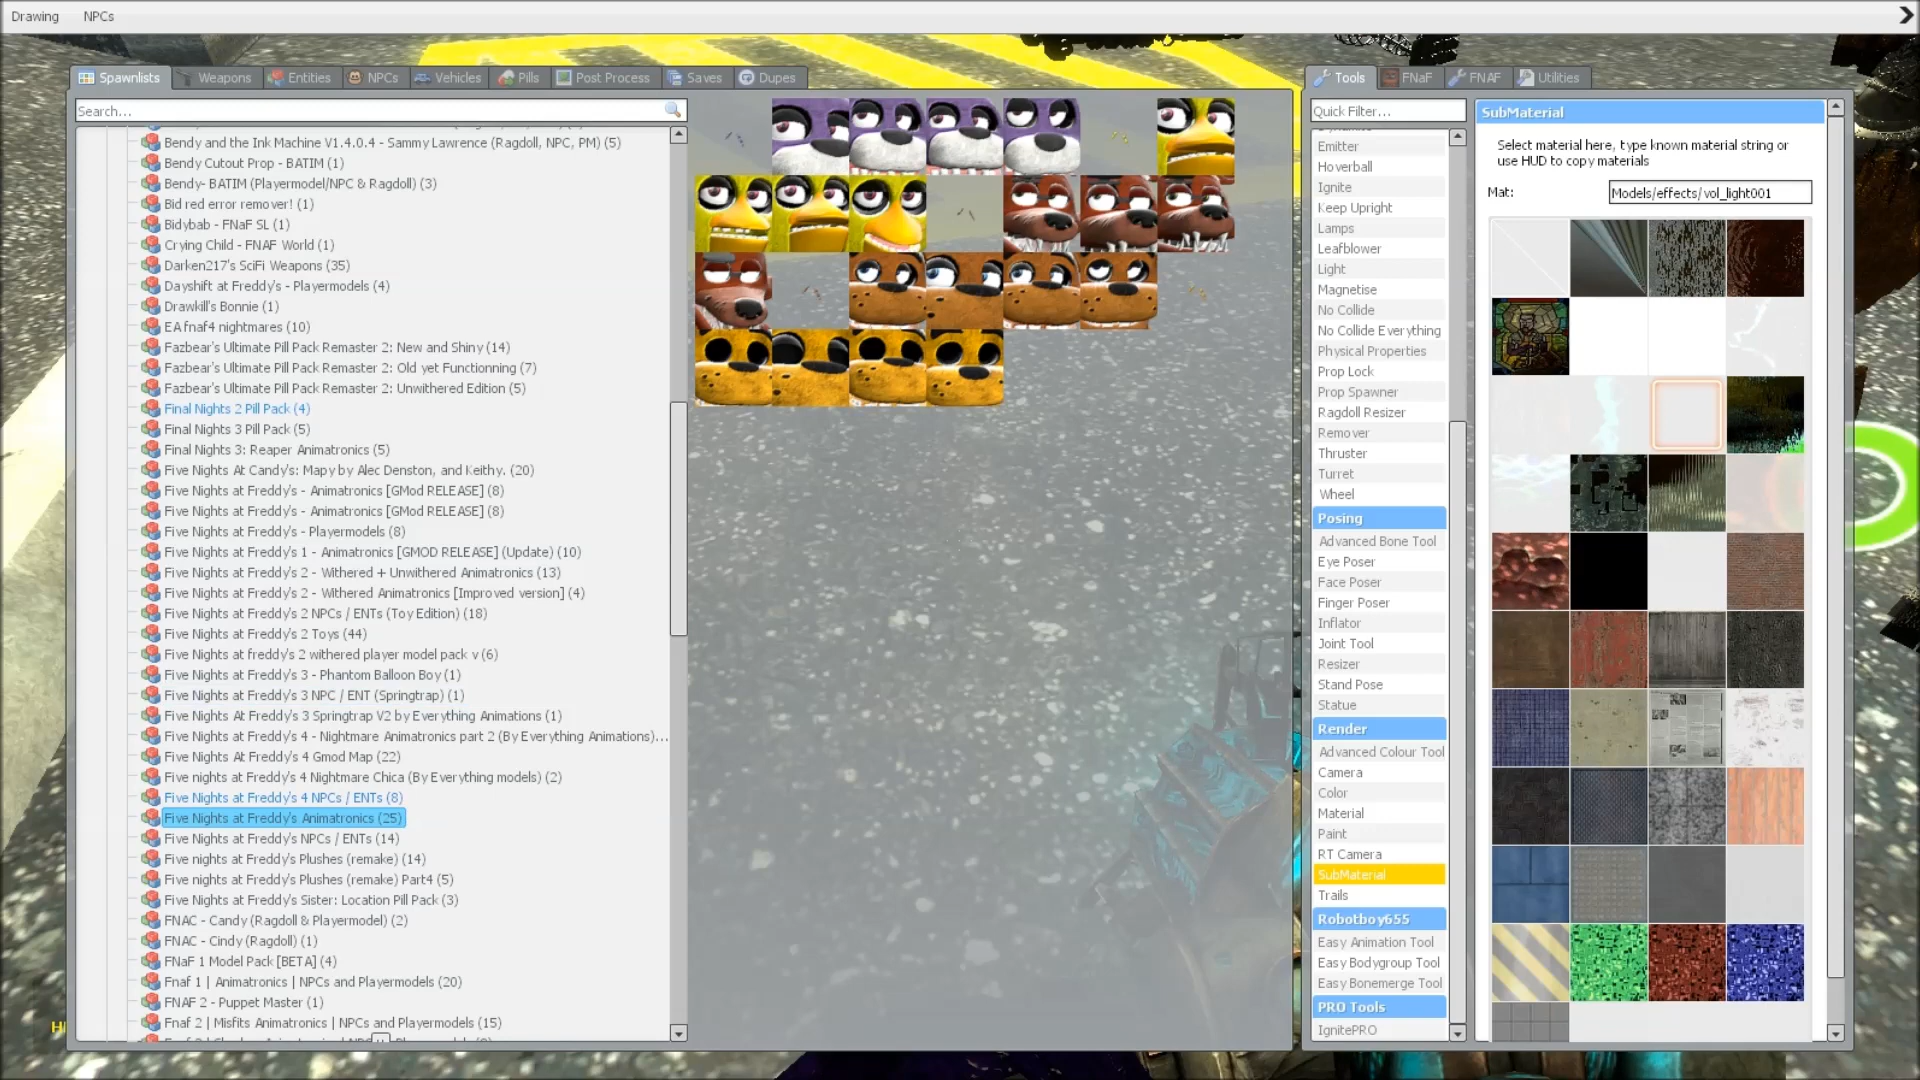 Drawing NPCs
Spawnlists Weapons Entities NPCs Vehicles Pills Post Process Saves Dupes
Search...
Bendy and the Ink Machine V1.4.0.4 - Sammy Lawrence (Ragdoll, NPC, PM) (5)
Bendy Cutout Prop - BATIM (1)
Bendy- BATIM (Playermodel/NPC & Ragdoll) (3)
Bid red error remover! (1)
Bidybab - FNaF SL (1)
Crying Child - FNAF World (1)
Darken217's SciFi Weapons (35)
Dayshift at Freddy's - Playermodels (4)
Drawkill's Bonnie (1)
EA fnaf4 nightmares (10)
Fazbear's Ultimate Pill Pack Remaster 2: New and Shiny (14)
Fazbear's Ultimate Pill Pack Remaster 2: Old yet Functionning (7)
Fazbear's Ultimate Pill Pack Remaster 2: Unwithered Edition (5)
Final Nights 2 Pill Pack (4)
Final Nights 3 Pill Pack (5)
Final Nights 3: Reaper Animatronics (5)
Five Nights At Candy's: Mapy by Alec Denston, and Keithy. (20)
Five Nights at Freddy's - Animatronics [GMod RELEASE] (8)
Five Nights at Freddy's - Animatronics [GMod RELEASE] (8)
Five Nights at Freddy's - Playermodels (8)
Five Nights at Freddy's 1 - Animatronics [GMOD RELEASE] (Update) (10)
Five Nights at Freddy's 2 - Withered + Unwithered Animatronics (13)
Five Nights at Freddy's 2 - Withered Animatronics [Improved version] (4)
Five Nights at Freddy's 2 NPCs / ENTs (Toy Edition) (18)
Five Nights at Freddy's 2 Toys (44)
Five Nights at freddy's 2 withered player model pack v (6)
Five Nights at Freddy's 3 - Phantom Balloon Boy (1)
Five Nights at Freddy's 3 NPC / ENT (Springtrap) (1)
Five Nights At Freddy's 3 Springtrap V2 by Everything Animations (1)
Five Nights At Freddy's 4 - Nightmare Animatronics part 2 (By Everything Animations)...
Five Nights At Freddy's 4 Gmod Map (22)
Five nights at Freddy's 4 Nightmare Chica (By Everything models) (2)
Five Nights at Freddy's 4 NPCs / ENTs (8)
Five Nights at Freddy's Animatronics (25)
Five Nights at Freddy's NPCs / ENTs (14)
Five nights at Freddy's Plushes (remake) (14)
Five nights at Freddy's Plushes (remake) Part4 (5)
Five Nights at Freddy's Sister: Location Pill Pack (3)
FNAC - Candy (Ragdoll & Playermodel) (2)
FNAC - Cindy (Ragdoll) (1)
FNaF 1 Model Pack [BETA] (4)
Fnaf 1 | Animatronics | NPCs and Playermodels (20)
FNAF 2 - Puppet Master (1)
Fnaf 2 | Misfits Animatronics | NPCs and Playermodels (15)
Tools FNaF FNAF Utilities
Quick Filter...
Emitter
Hoverball
Ignite
Keep Upright
Lamps
Leafblower
Light
Magnetise
No Collide
No Collide Everything
Physical Properties
Prop Lock
Prop Spawner
Ragdoll Resizer
Remover
Thruster
Turret
Wheel
Posing
Advanced Bone Tool
Eye Poser
Face Poser
Finger Poser
Inflator
Joint Tool
Resizer
Stand Pose
Statue
Render
Advanced Colour Tool
Camera
Color
Material
Paint
RT Camera
SubMaterial
Trails
Robotboy655
Easy Animation Tool
Easy Bodygroup Tool
Easy Bonemerge Tool
PRO Tools
IgnitePRO
SubMaterial
Select material here, type known material string or
use HUD to copy materials
Mat: Models/effects/vol_light001